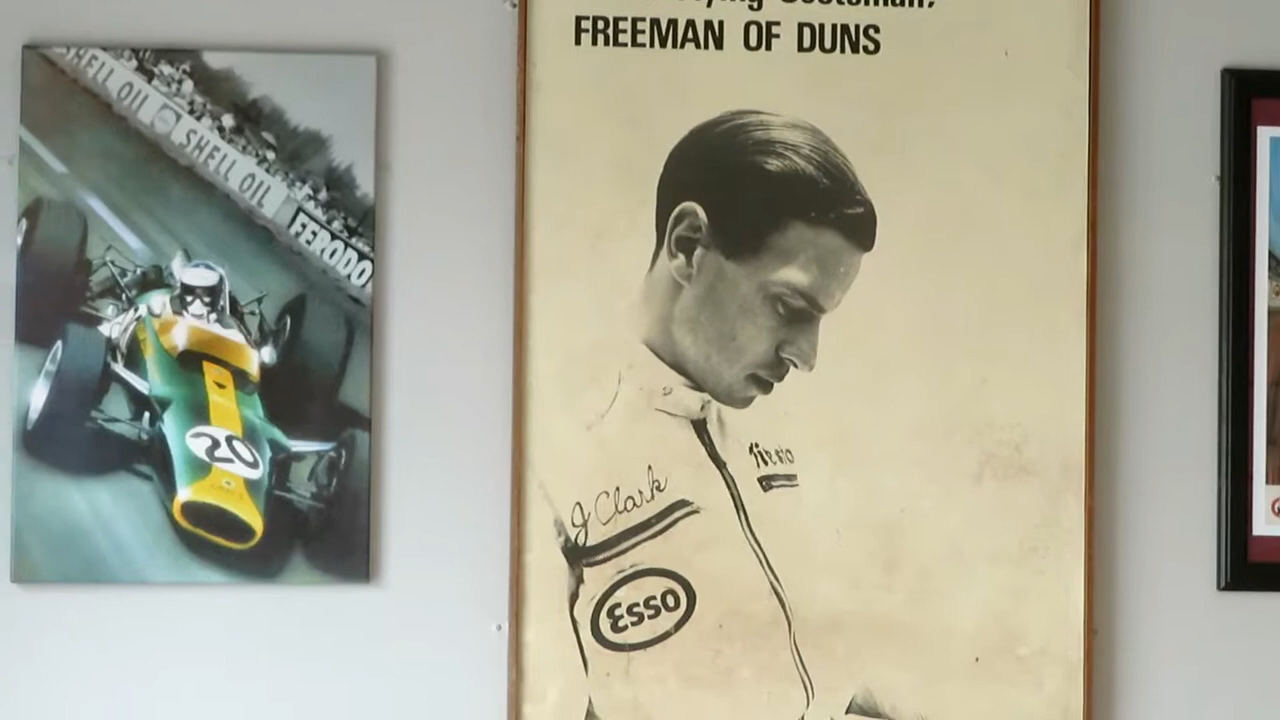 SHELL OIL
SHELL OIL
FERODO
20
FREEMAN OF DUNS
J Clark
Esso